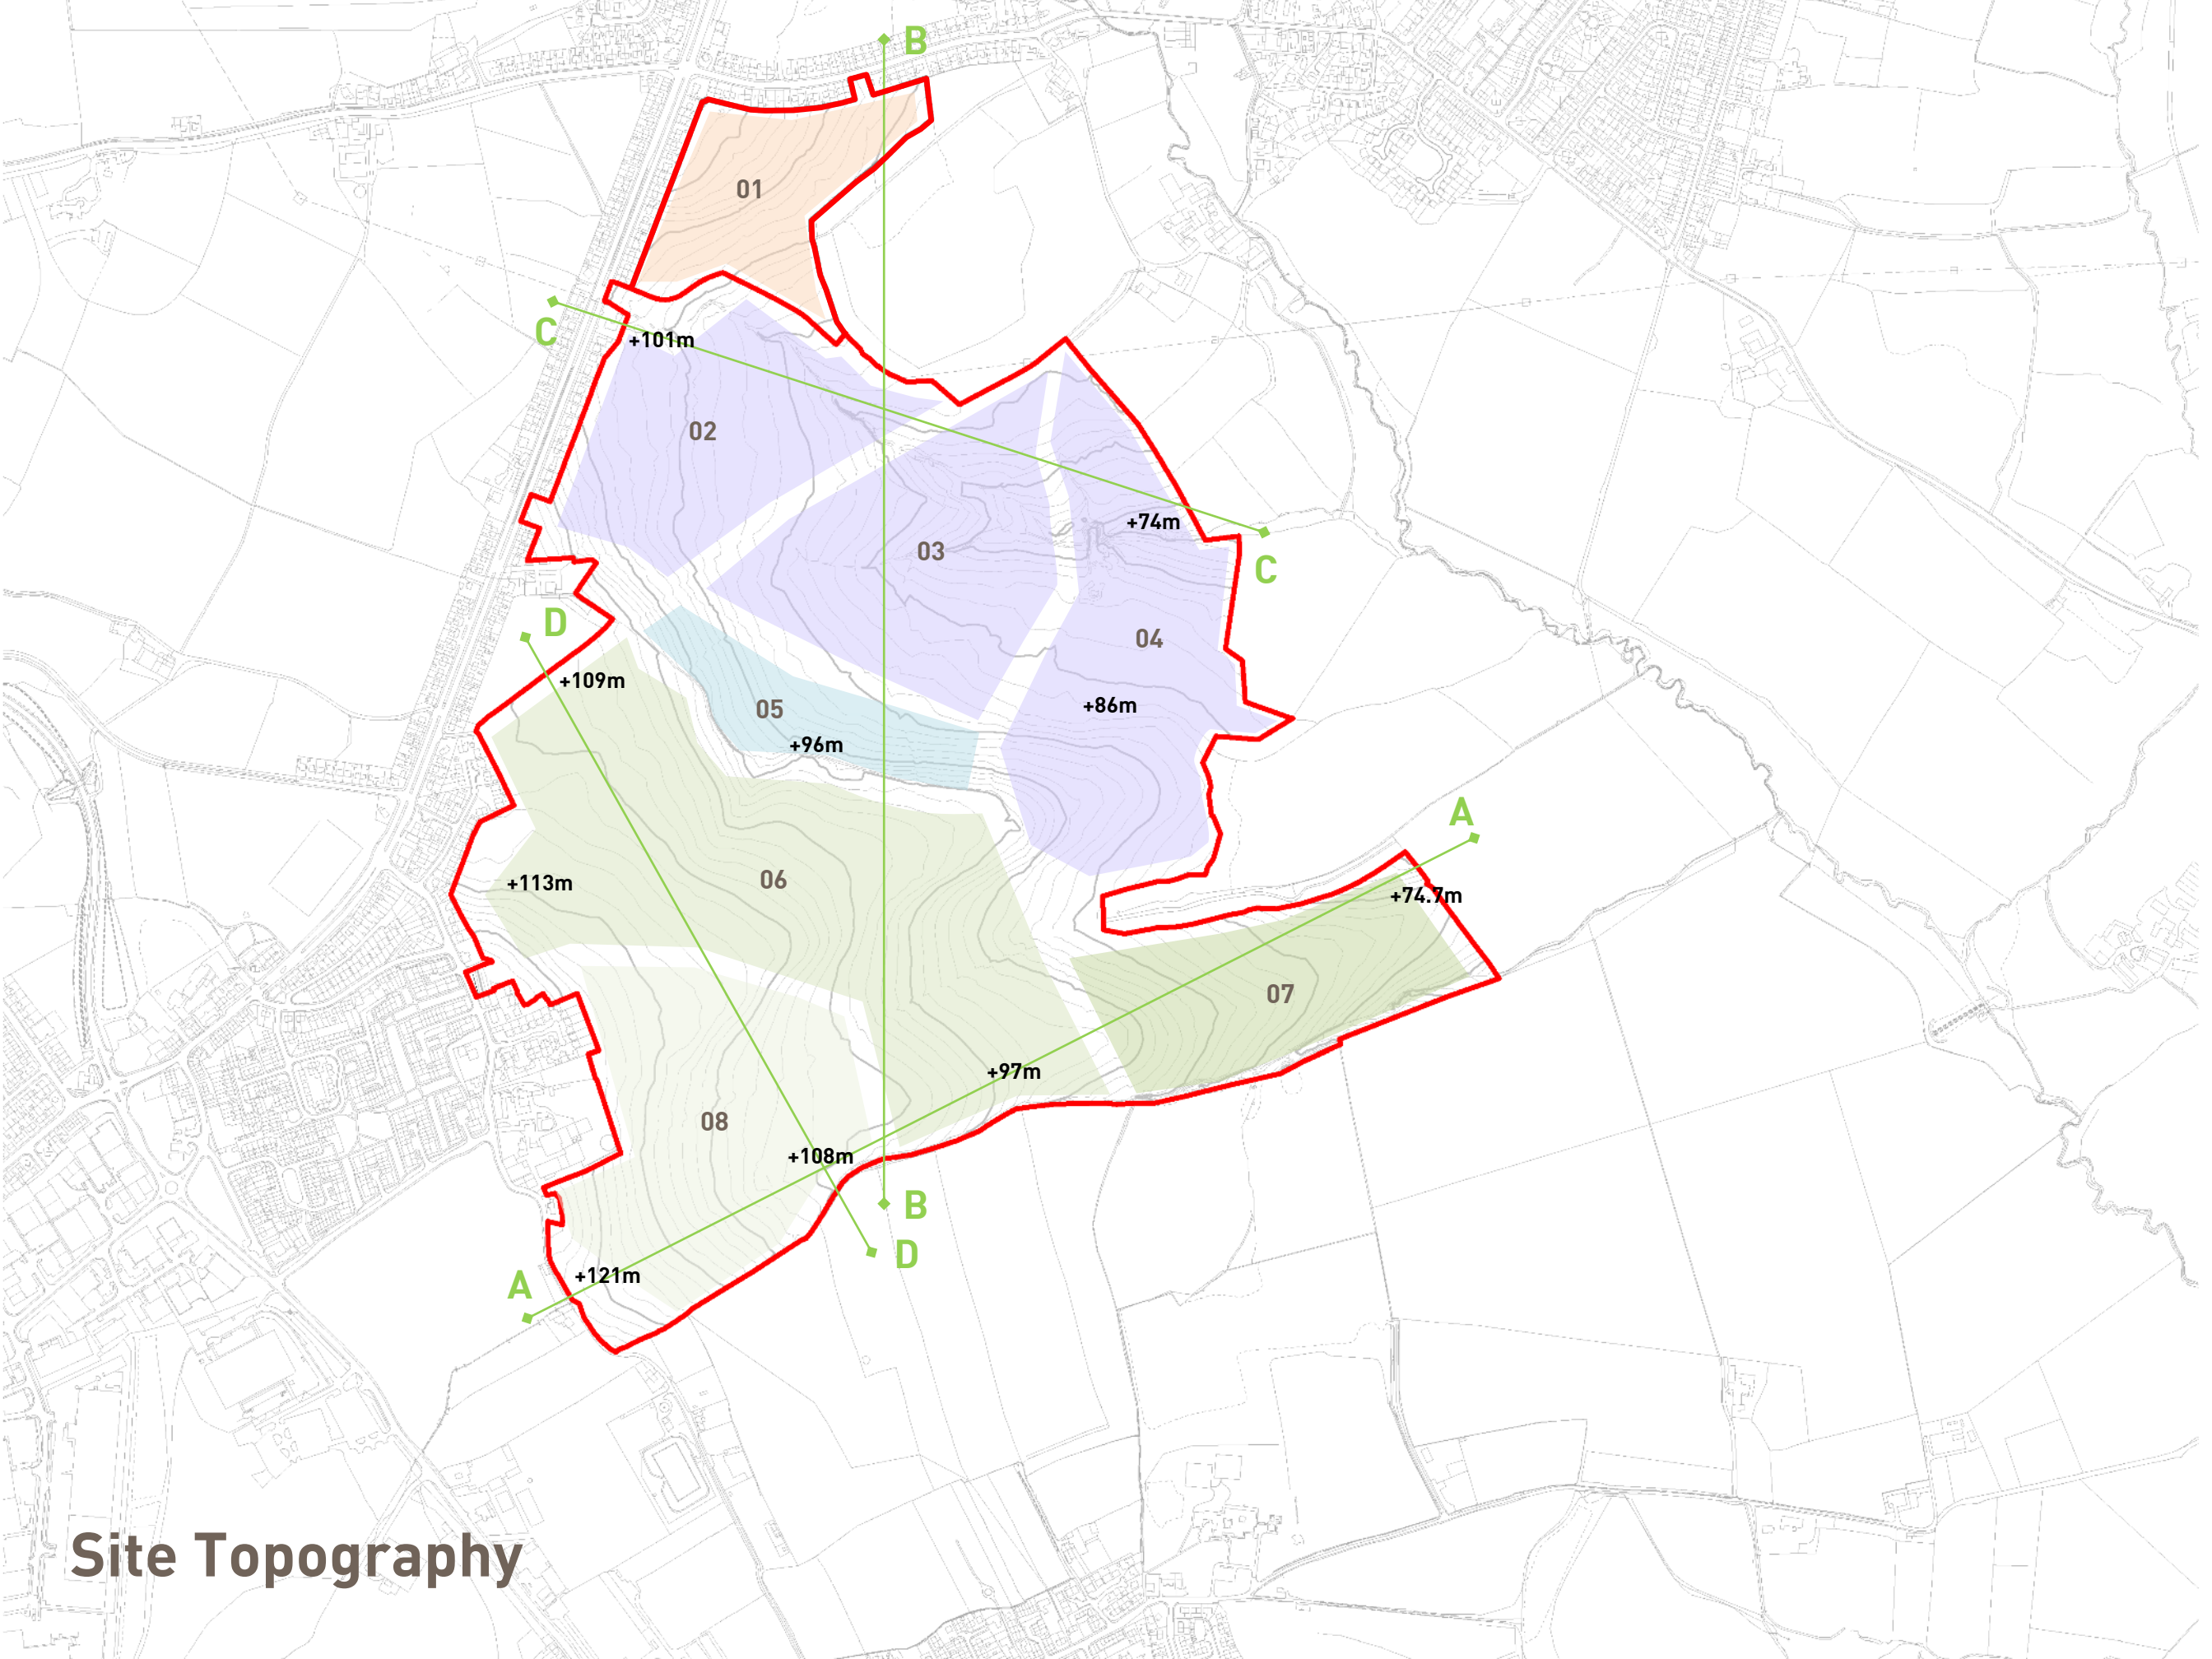 B
01
C
+101m
02
+74m
03
C
D
04
+109m
+86m
05
+96m
A
06
+113m
+74.7m
07
+97m
08
+108m
B
D
+121m
A
Site Topography